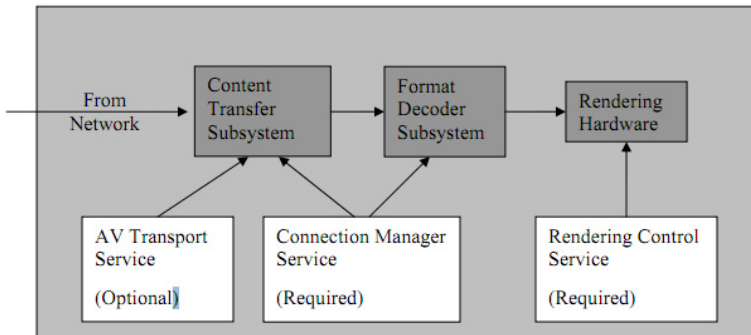 From
Network
Content
Transfer
Subsystem
Format
Decoder
Subsystem
Rendering
Hardware
AV Transport
Service
(Optional)
Connection Manager
Service
(Required)
Rendering Control
Service
(Required)